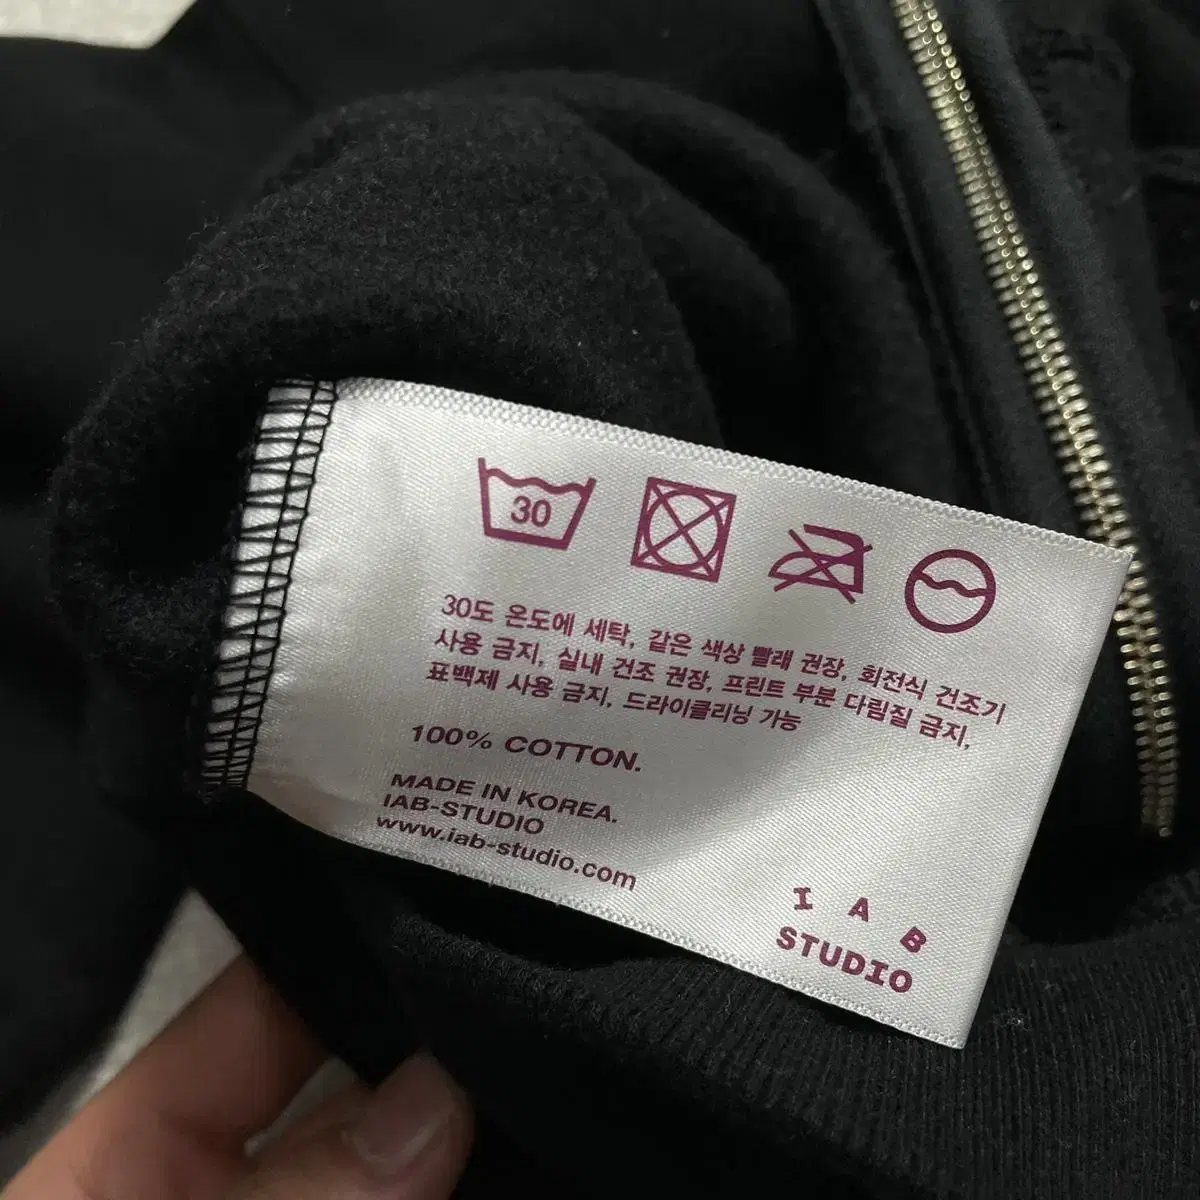 30
30도 온도에 세탁, 같은 색상 빨래 권장, 회전식 건조기
사용 금지, 실내 건조 권장, 프린트 부분 다림질 금지,
표백제 사용 금지, 드라이클리닝 가능
100% COTTON.
MADE IN KOREA.
IAB-STUDIO
www.iab-studio.com
I A B
STUDIO